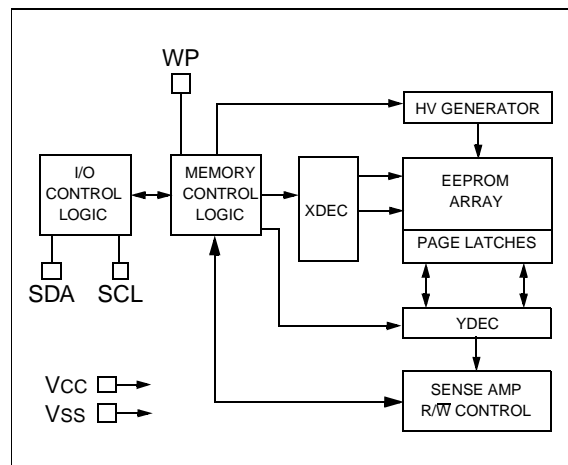 WP
HV GENERATOR
I/O
CONTROL
LOGIC
MEMORY
CONTROL
LOGIC
XDEC
EEPROM
ARRAY
PAGE LATCHES
SDA
SCL
YDEC
VCC
VSS
SENSE AMP
R/W̅ CONTROL